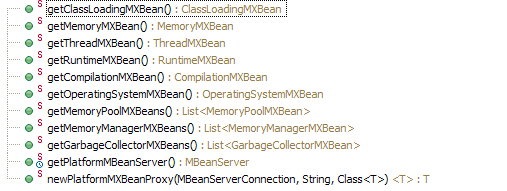 S getClassLoadingMXBean() : ClassLoadingMXBean
S getMemoryMXBean() : MemoryMXBean
S getThreadMXBean() : ThreadMXBean
S getRuntimeMXBean() : RuntimeMXBean
S getCompilationMXBean() : CompilationMXBean
S getOperatingSystemMXBean() : OperatingSystemMXBean
S getMemoryPoolMXBeans() : List<MemoryPoolMXBean>
S getMemoryManagerMXBeans() : List<MemoryManagerMXBean>
S getGarbageCollectorMXBeans() : List<GarbageCollectorMXBean>
S getPlatformMBeanServer() : MBeanServer
S newPlatformMXBeanProxy(MBeanServerConnection, String, Class<T>) <T> : T